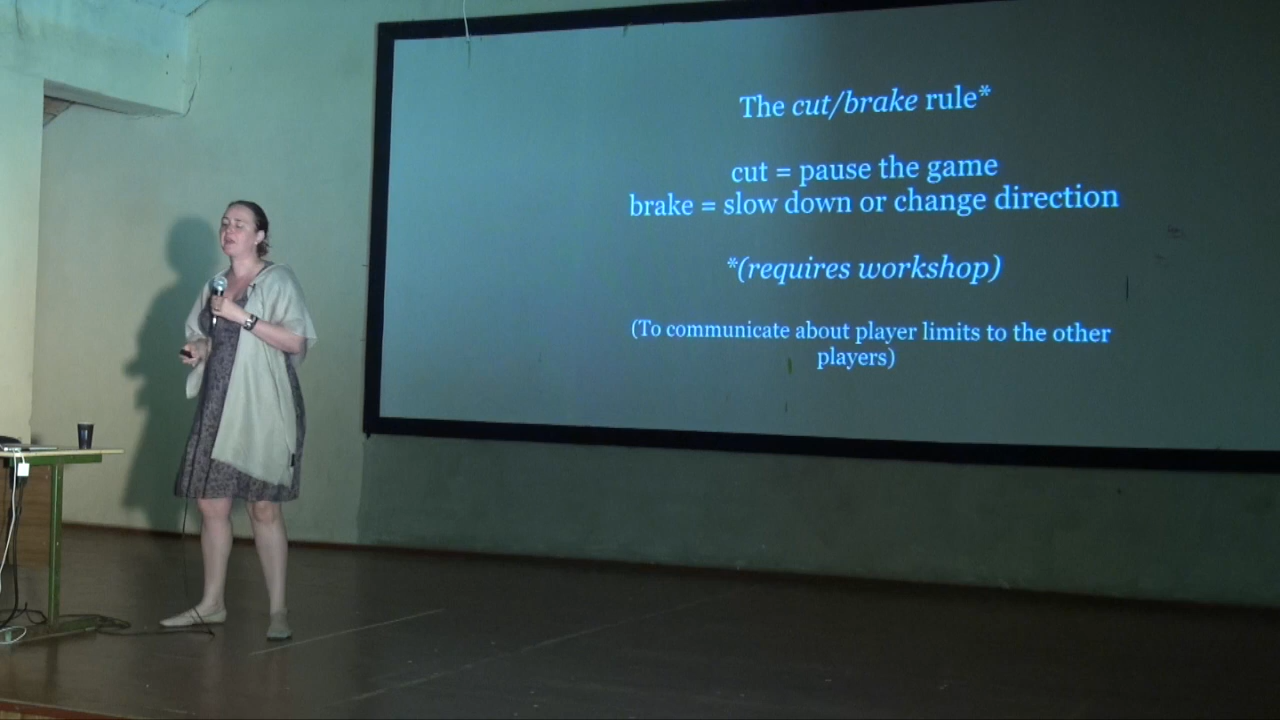 The cut/brake rule*
cut = pause the game
brake = slow down or change direction
*(requires workshop)
(To communicate about player limits to the other
players)